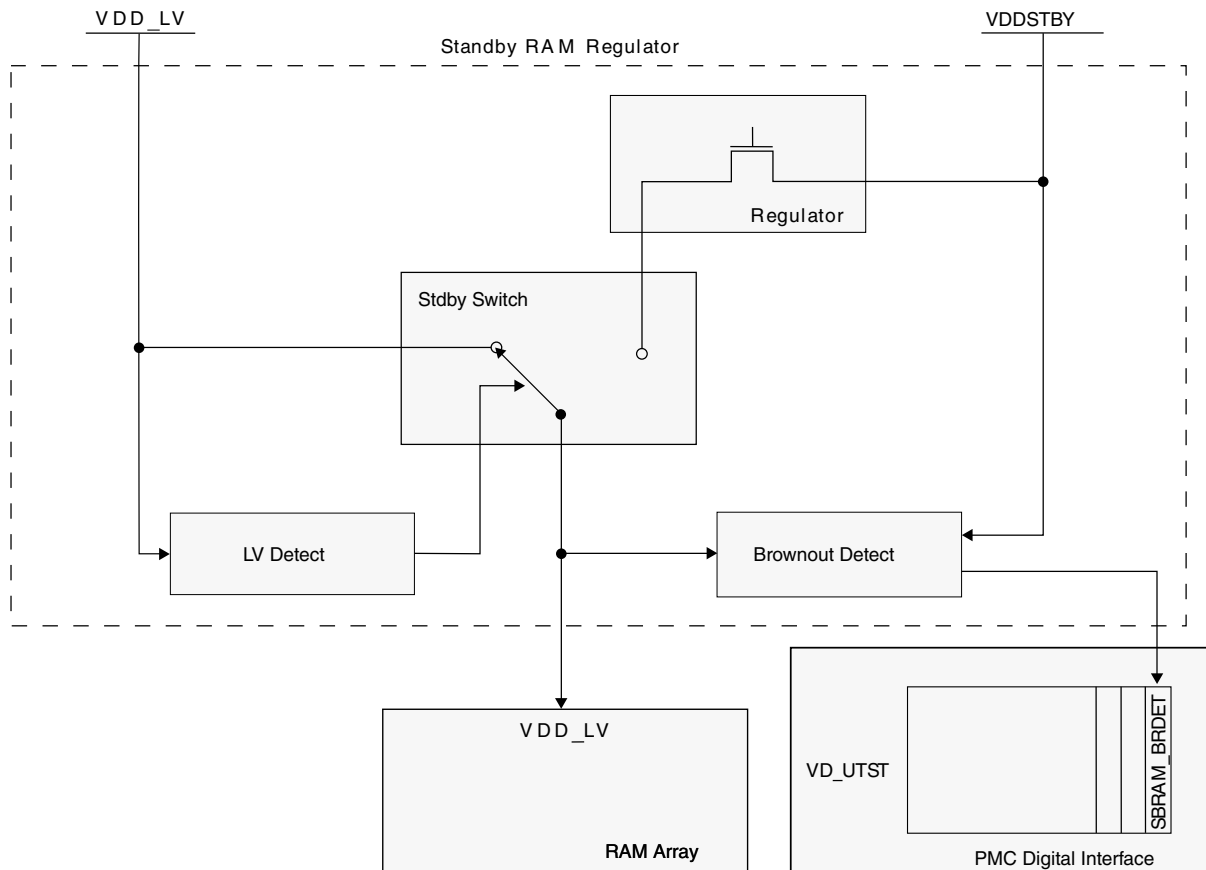 VDD_LV
VDDSTBY
Standby RAM Regulator
Regulator
Stdby Switch
LV Detect
Brownout Detect
VDD_LV
RAM Array
VD_UTST
SBRAM_BRDET
PMC Digital Interface